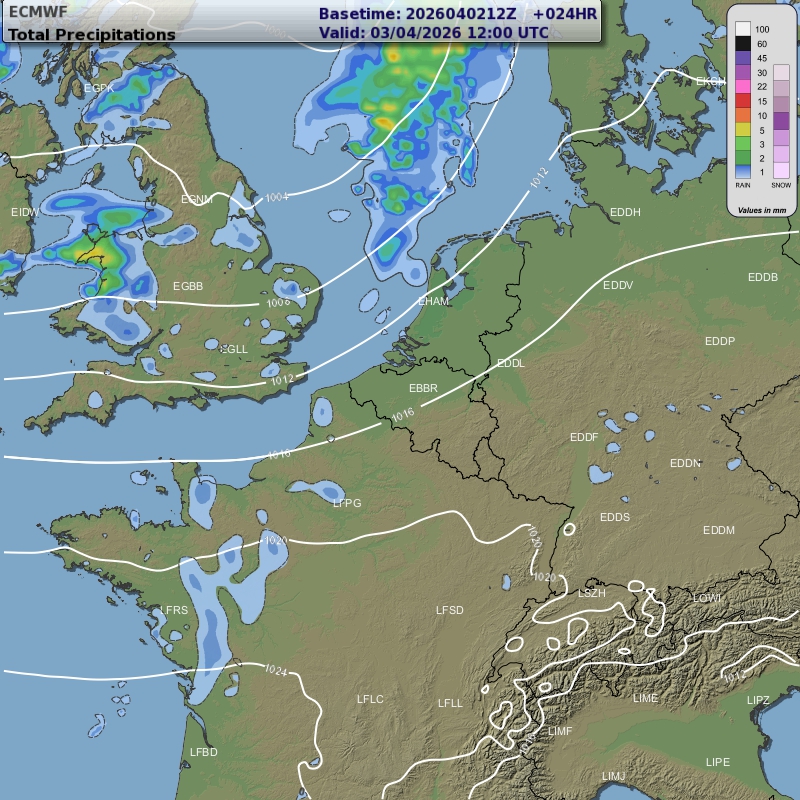 ECMWF
Basetime: 2026040212Z +024HR
Total Precipitations
Valid: 03/04/2026 12:00 UTC
100
60
45
30
22
15
10
5
3
2
1
RAIN
SNOW
Values in mm
EGPK
EKCH
EIDW
EGNM
1004
1012
EDDH
EGBB
1008
EHAM
EDDV
EDDB
EGLL
EDDP
1012
EDDL
EBBR
1016
EDDF
1016
EDDN
LFPG
EDDS
EDDM
1020
1020
1020
LSZH
LOWI
LFRS
LFSD
1024
1012
LFLC
LFLL
LIME
LIPZ
LIMF
LFBD
LIPE
LIMJ